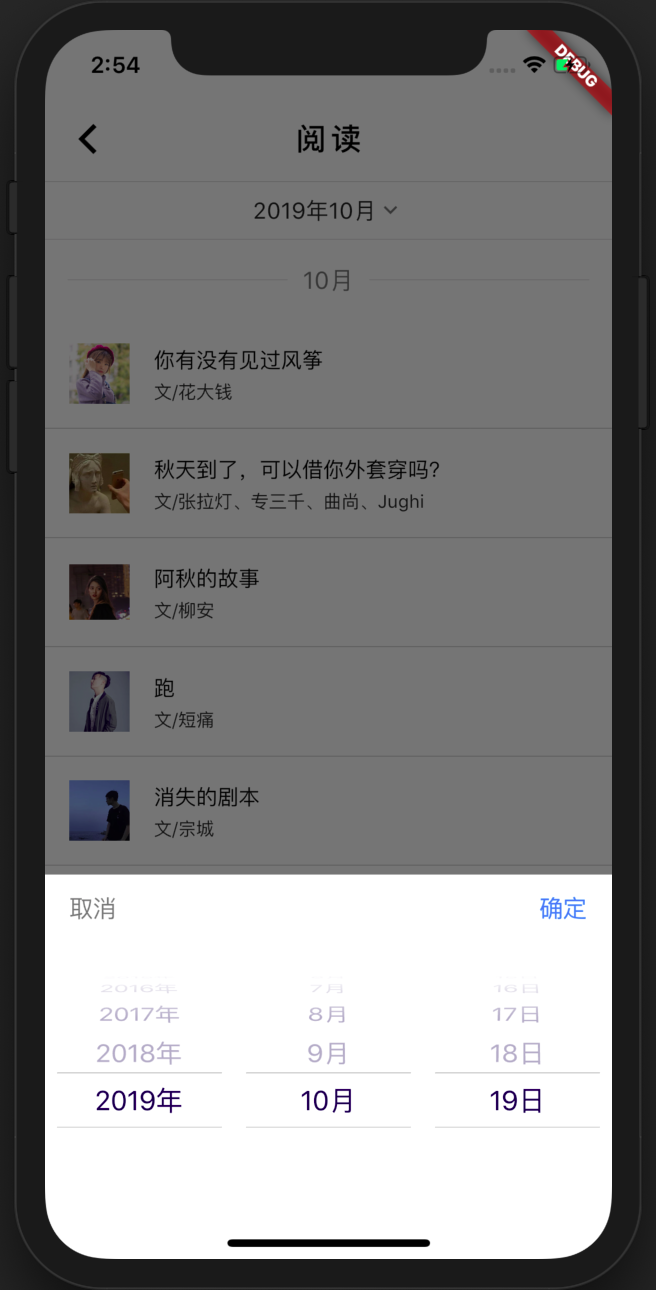 2:54
DEBUG
阅读
2019年10月
10月
你有没有见过风筝
文/花大钱
秋天到了，可以借你外套穿吗?
文/张拉灯、专三千、曲尚、Jughi
阿秋的故事
文/柳安
跑
文/短痛
消失的剧本
文/宗城
取消 确定
2016年 7月 16日
2017年 8月 17日
2018年 9月 18日
2019年 10月 19日